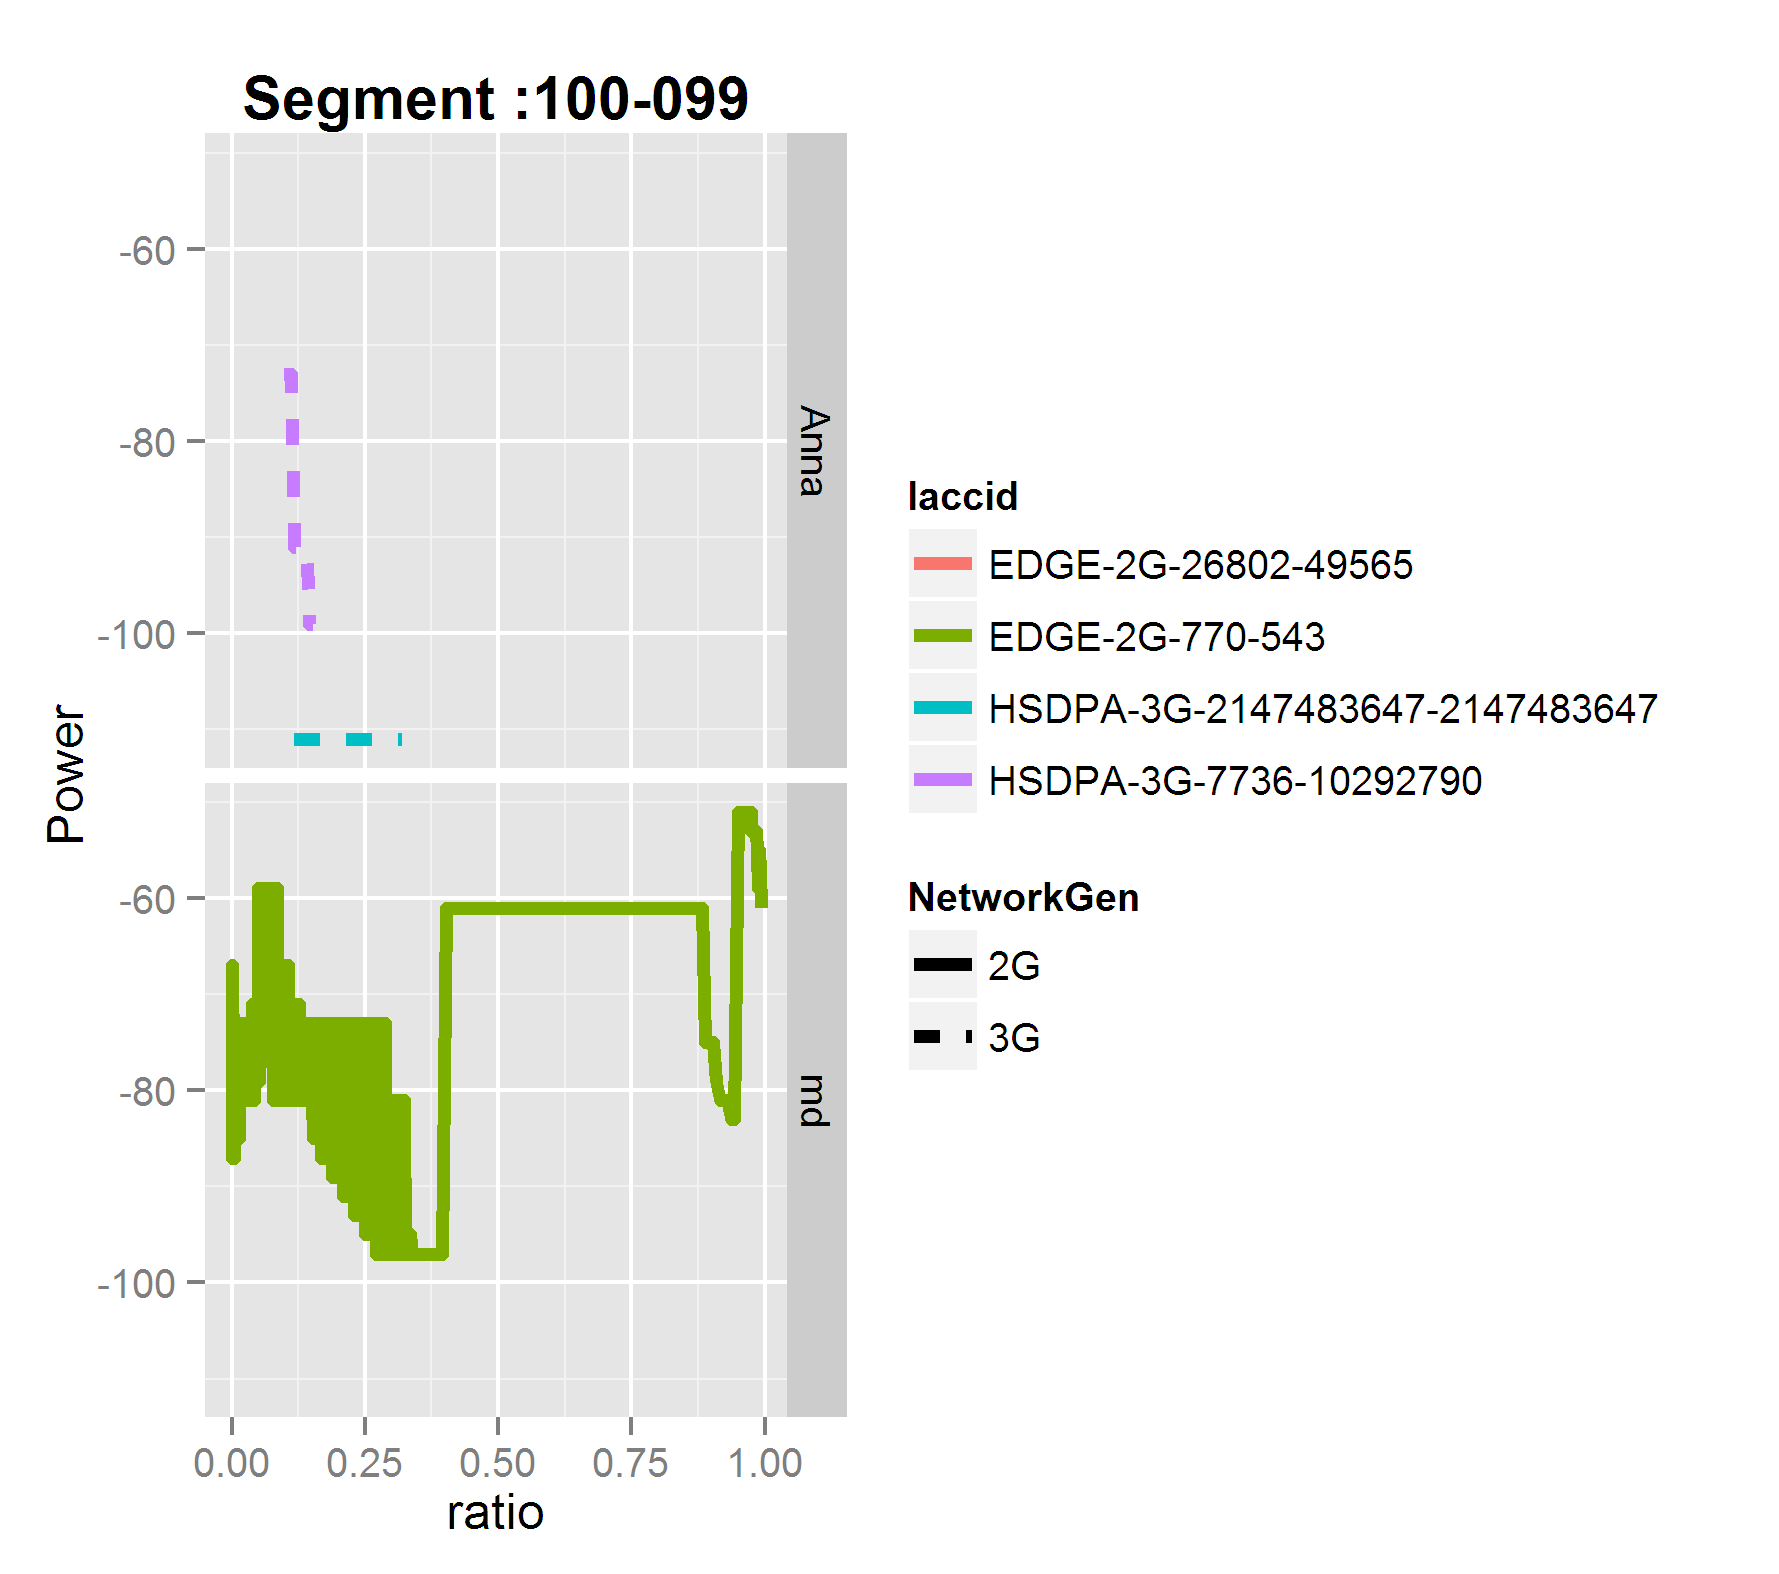 Segment :100-099
-60
-80
-100
Anna
Power
-60
-80
-100
md
0.00 0.25 0.50 0.75 1.00
ratio
laccid
EDGE-2G-26802-49565
EDGE-2G-770-543
HSDPA-3G-2147483647-2147483647
HSDPA-3G-7736-10292790
NetworkGen
2G
3G